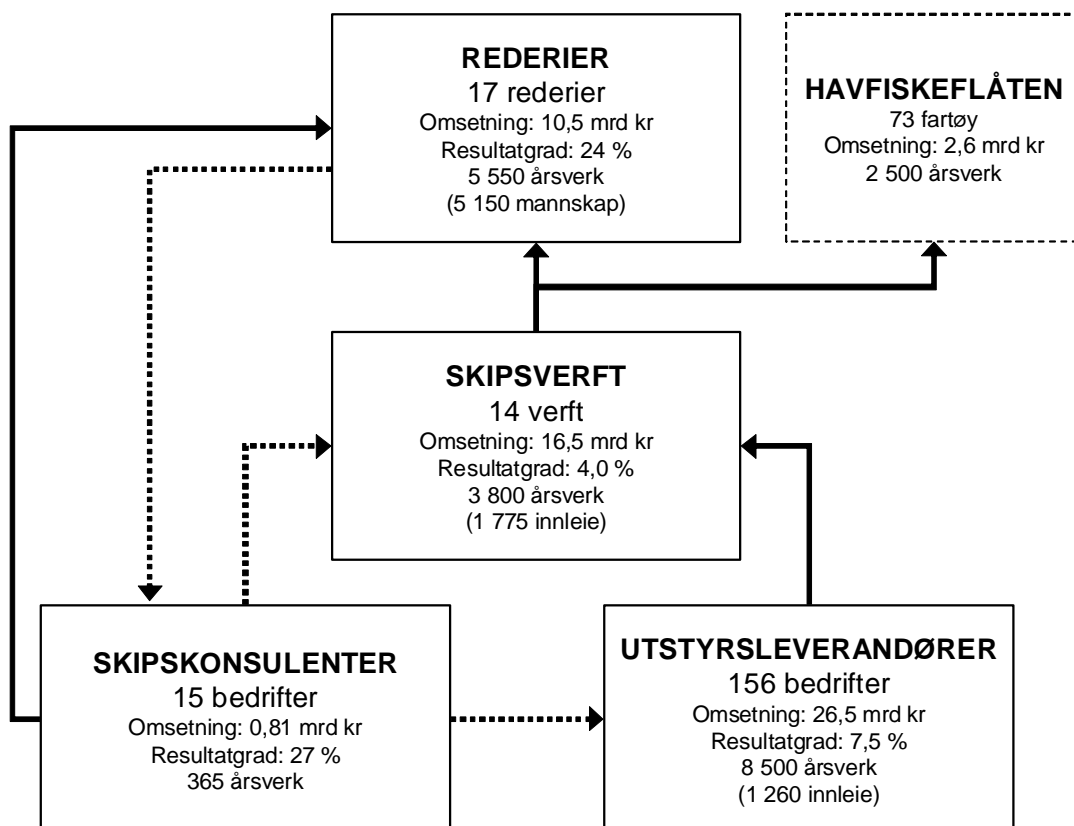 REDERIER
17 rederier
Omsetning: 10,5 mrd kr
Resultatgrad: 24 %
5 550 årsverk
(5 150 mannskap)
HAVFISKEFLÅTEN
73 fartøy
Omsetning: 2,6 mrd kr
2 500 årsverk
SKIPSVERFT
14 verft
Omsetning: 16,5 mrd kr
Resultatgrad: 4,0 %
3 800 årsverk
(1 775 innleie)
SKIPSKONSULENTER
15 bedrifter
Omsetning: 0,81 mrd kr
Resultatgrad: 27 %
365 årsverk
UTSTYRSLEVERANDØRER
156 bedrifter
Omsetning: 26,5 mrd kr
Resultatgrad: 7,5 %
8 500 årsverk
(1 260 innleie)